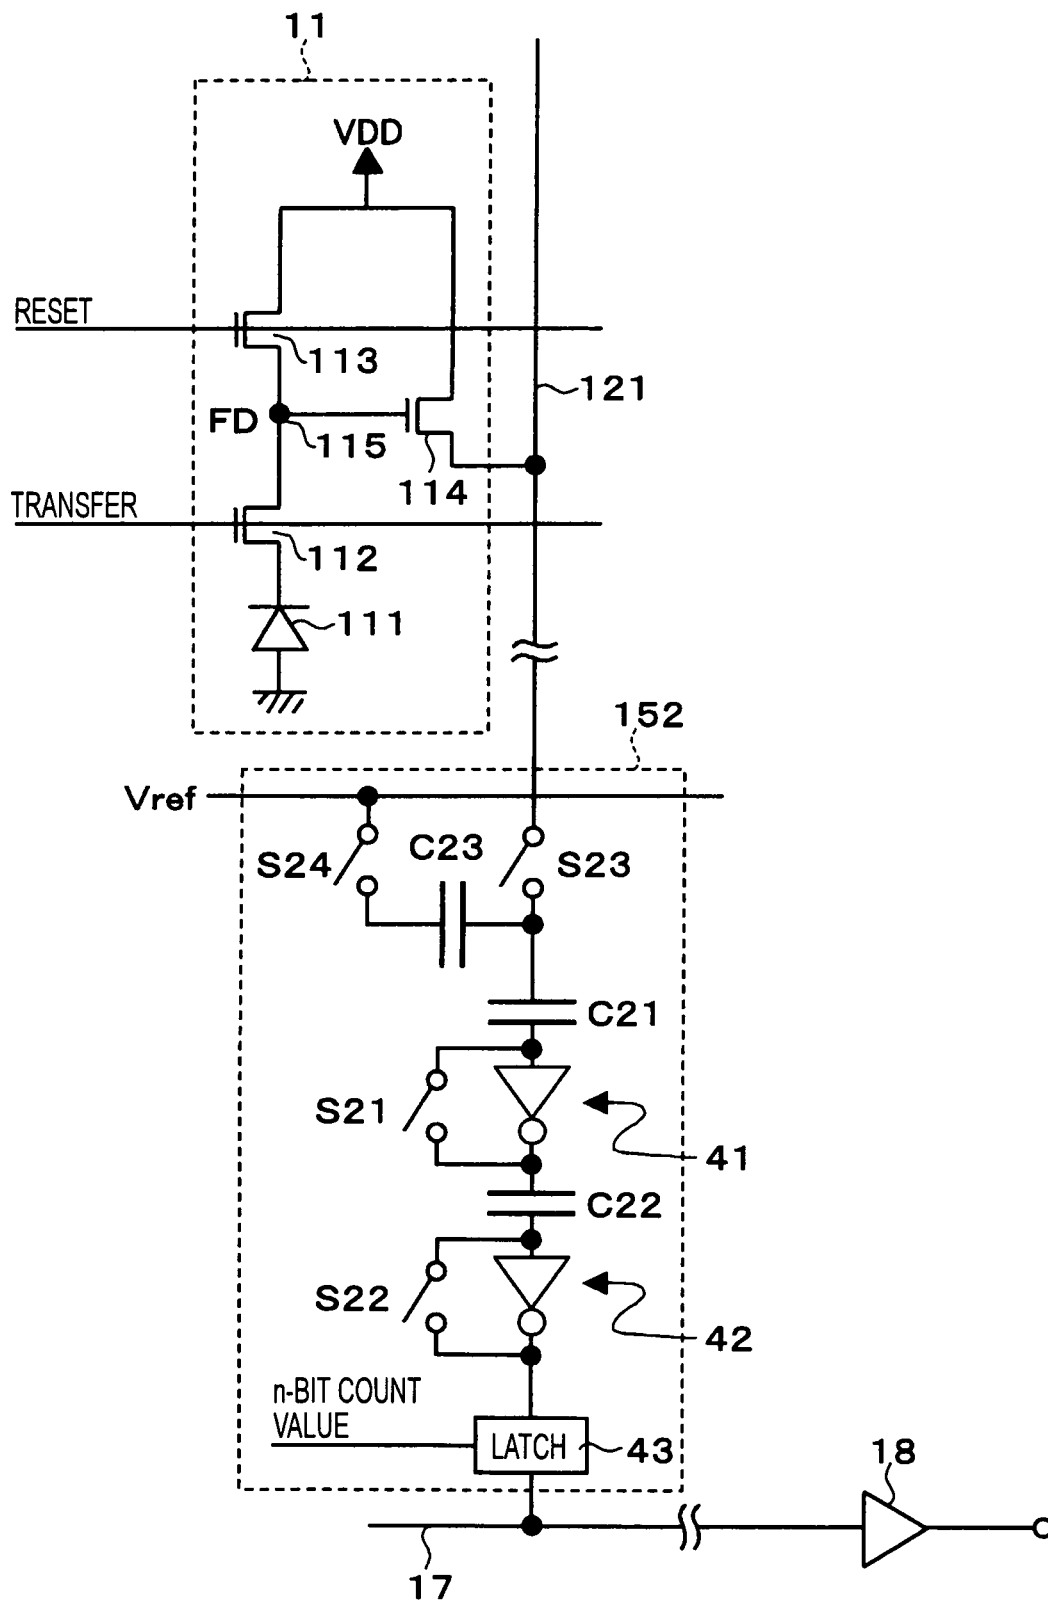 11
VDD
RESET
113
121
FD
115
114
TRANSFER
112
111
152
Vref
C23
S24
S23
C21
S21
41
C22
S22
42
n-BIT COUNT
VALUE
LATCH
43
18
17